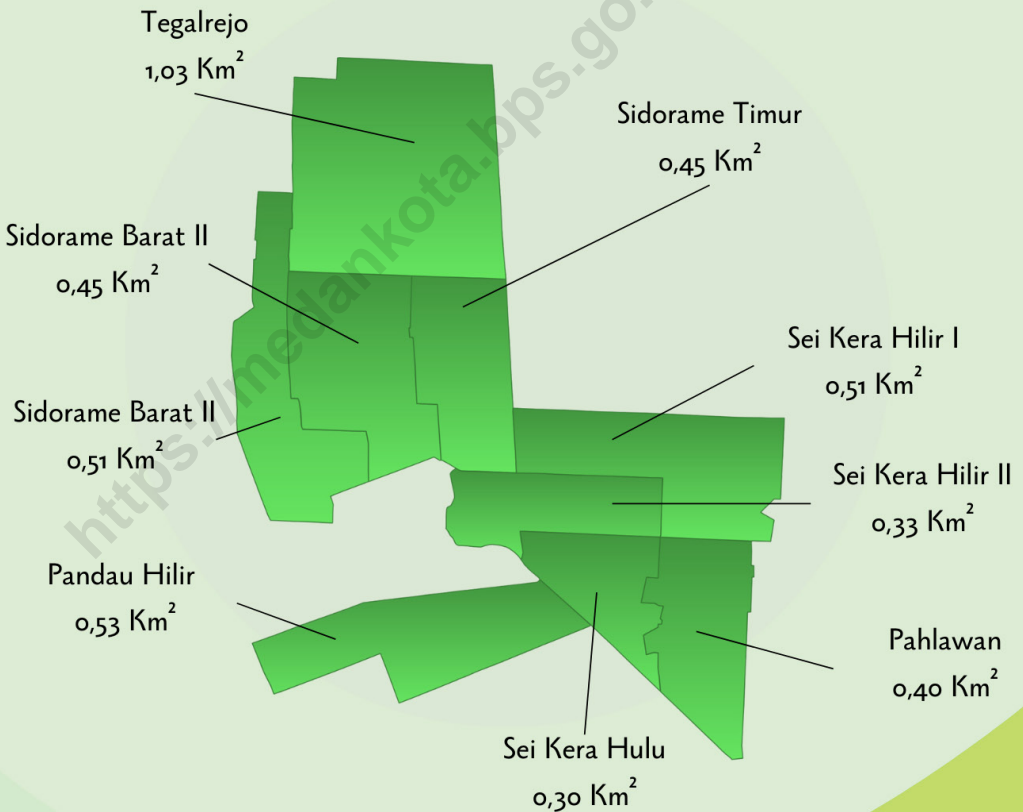 Tegalrejo
1,03 Km²
Sidorame Timur
0,45 Km²
Sidorame Barat II
0,45 Km²
Sei Kera Hilir I
0,51 Km²
Sidorame Barat II
0,51 Km²
Sei Kera Hilir II
0,33 Km²
Pandau Hilir
0,53 Km²
Pahlawan
0,40 Km²
Sei Kera Hulu
0,30 Km²
https://medankota.bps.go.